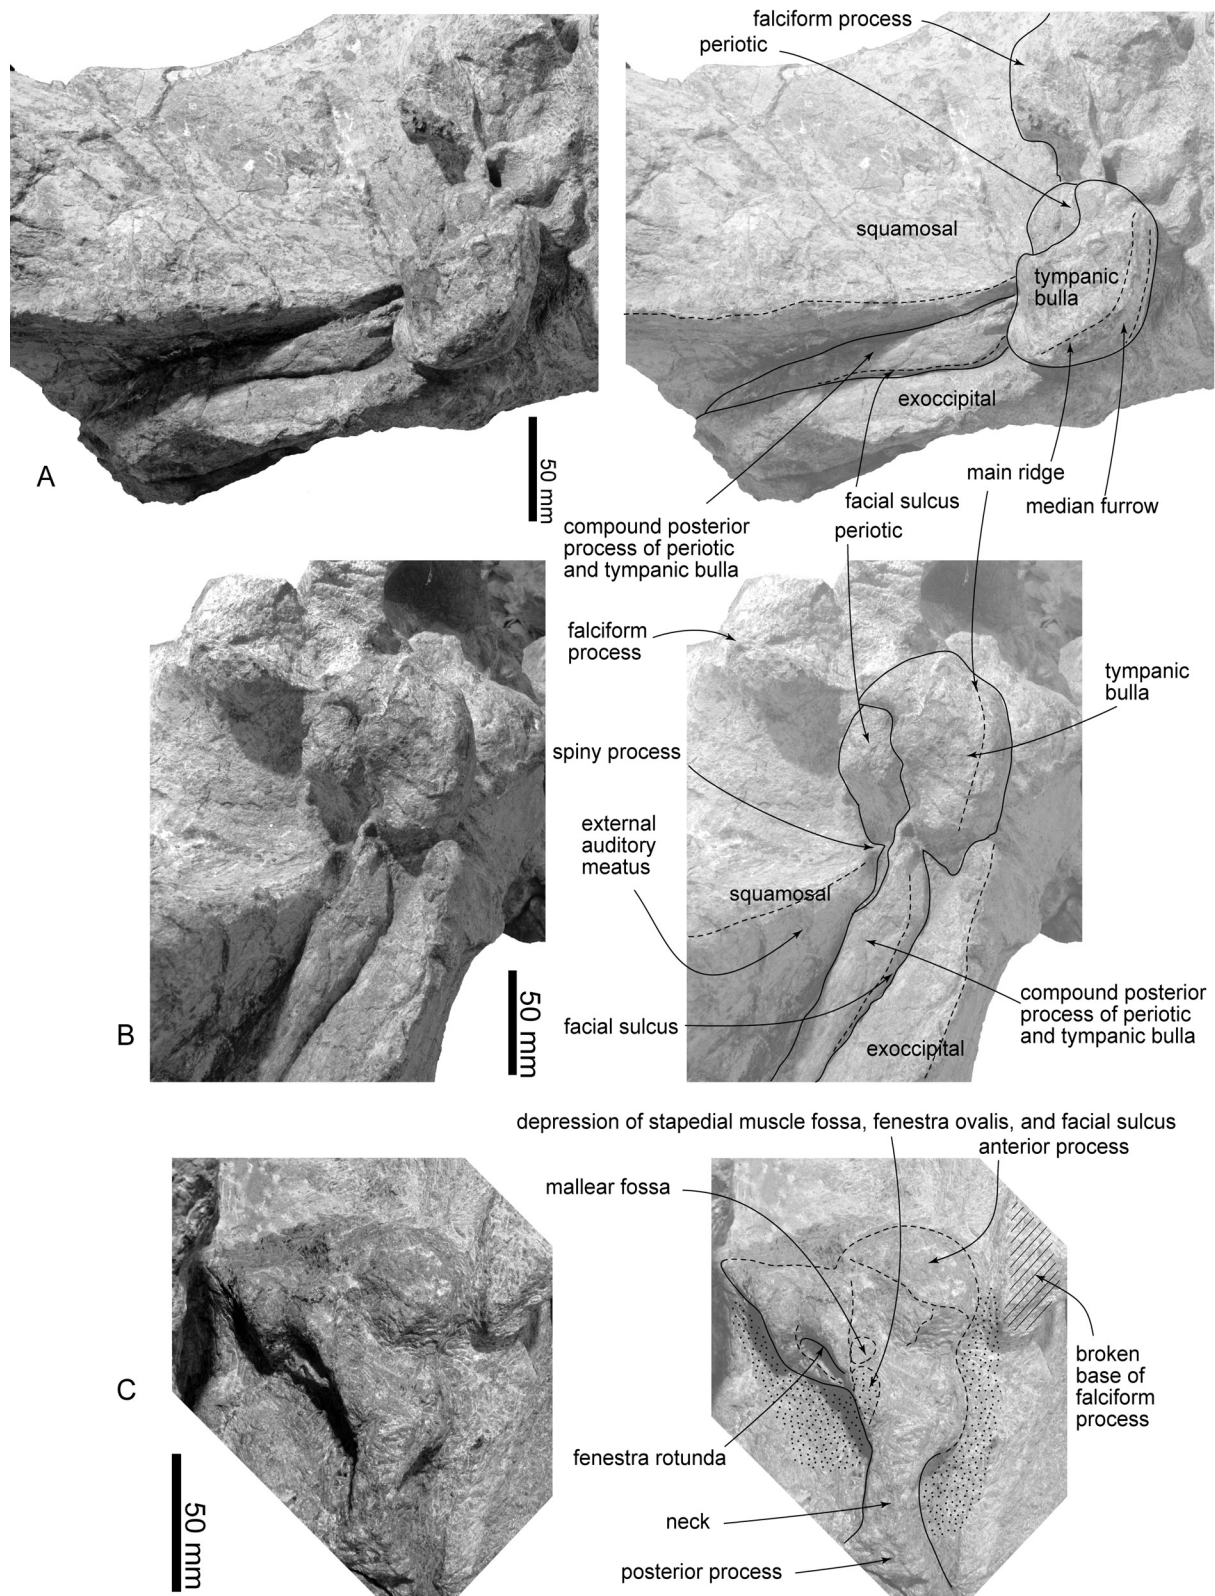 falciform process
periotic
squamosal
tympanic
bulla
exoccipital
A
50 mm
main ridge
facial sulcus
median furrow
compound posterior
process of periotic
and tympanic bulla
periotic
falciform
process
tympanic
bulla
spiny process
external
auditory
meatus
squamosal
B
50 mm
facial sulcus
compound posterior
process of periotic
and tympanic bulla
exoccipital
depression of stapedial muscle fossa, fenestra ovalis, and facial sulcus
anterior process
mallear fossa
C
50 mm
broken
base of
falciform
process
fenestra rotunda
neck
posterior process